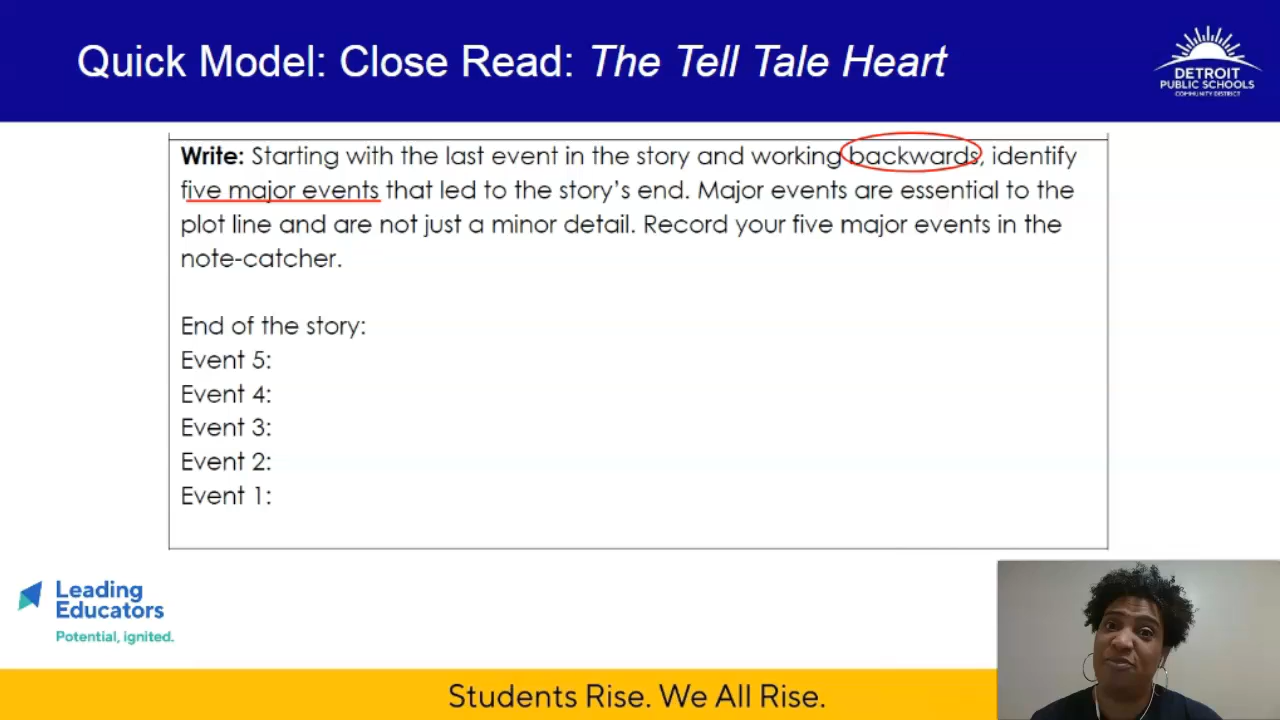 Quick Model: Close Read: The Tell Tale Heart
DETROIT
PUBLIC SCHOOLS
COMMUNITY DISTRICT
Write: Starting with the last event in the story and working backwards, identify
five major events that led to the story's end. Major events are essential to the
plot line and are not just a minor detail. Record your five major events in the
note-catcher.
End of the story:
Event 5:
Event 4:
Event 3:
Event 2:
Event 1:
Leading
Educators
Potential, ignited.
Students Rise. We All Rise.